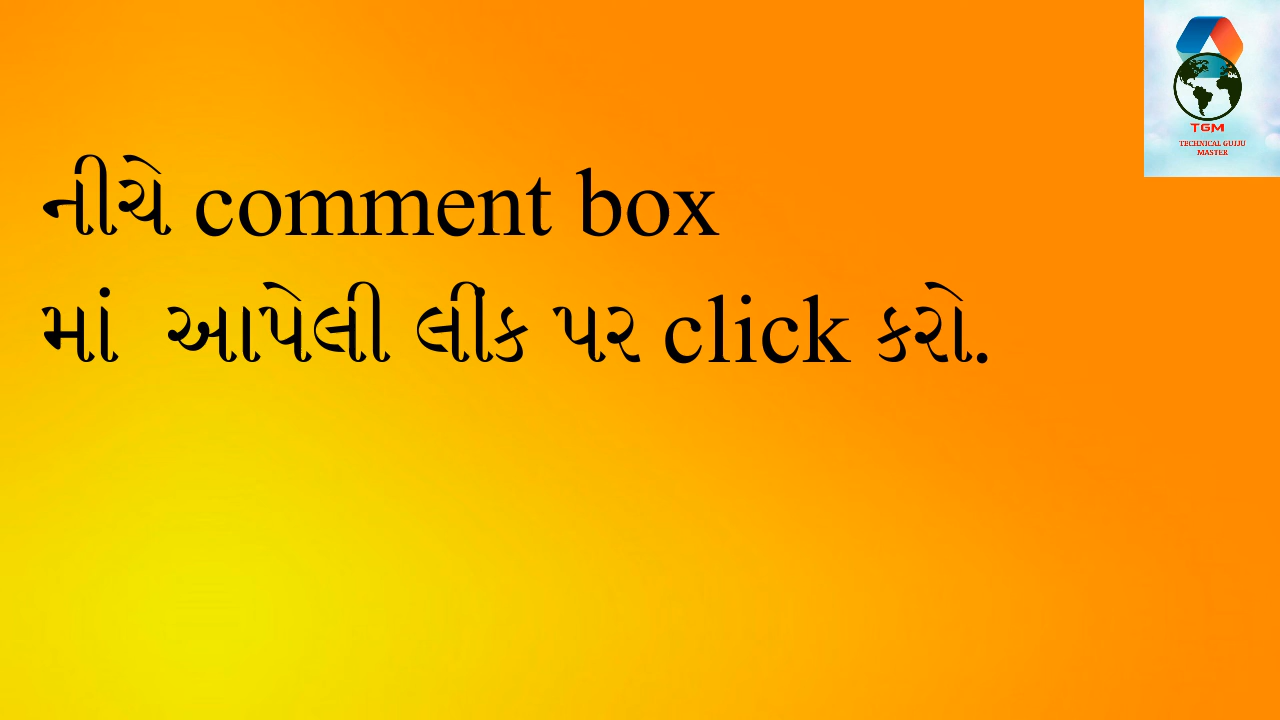 નીચે comment box
માં આપેલી લીંક પર click કરો.
TGM
TECHNICAL GUJJU
MASTER